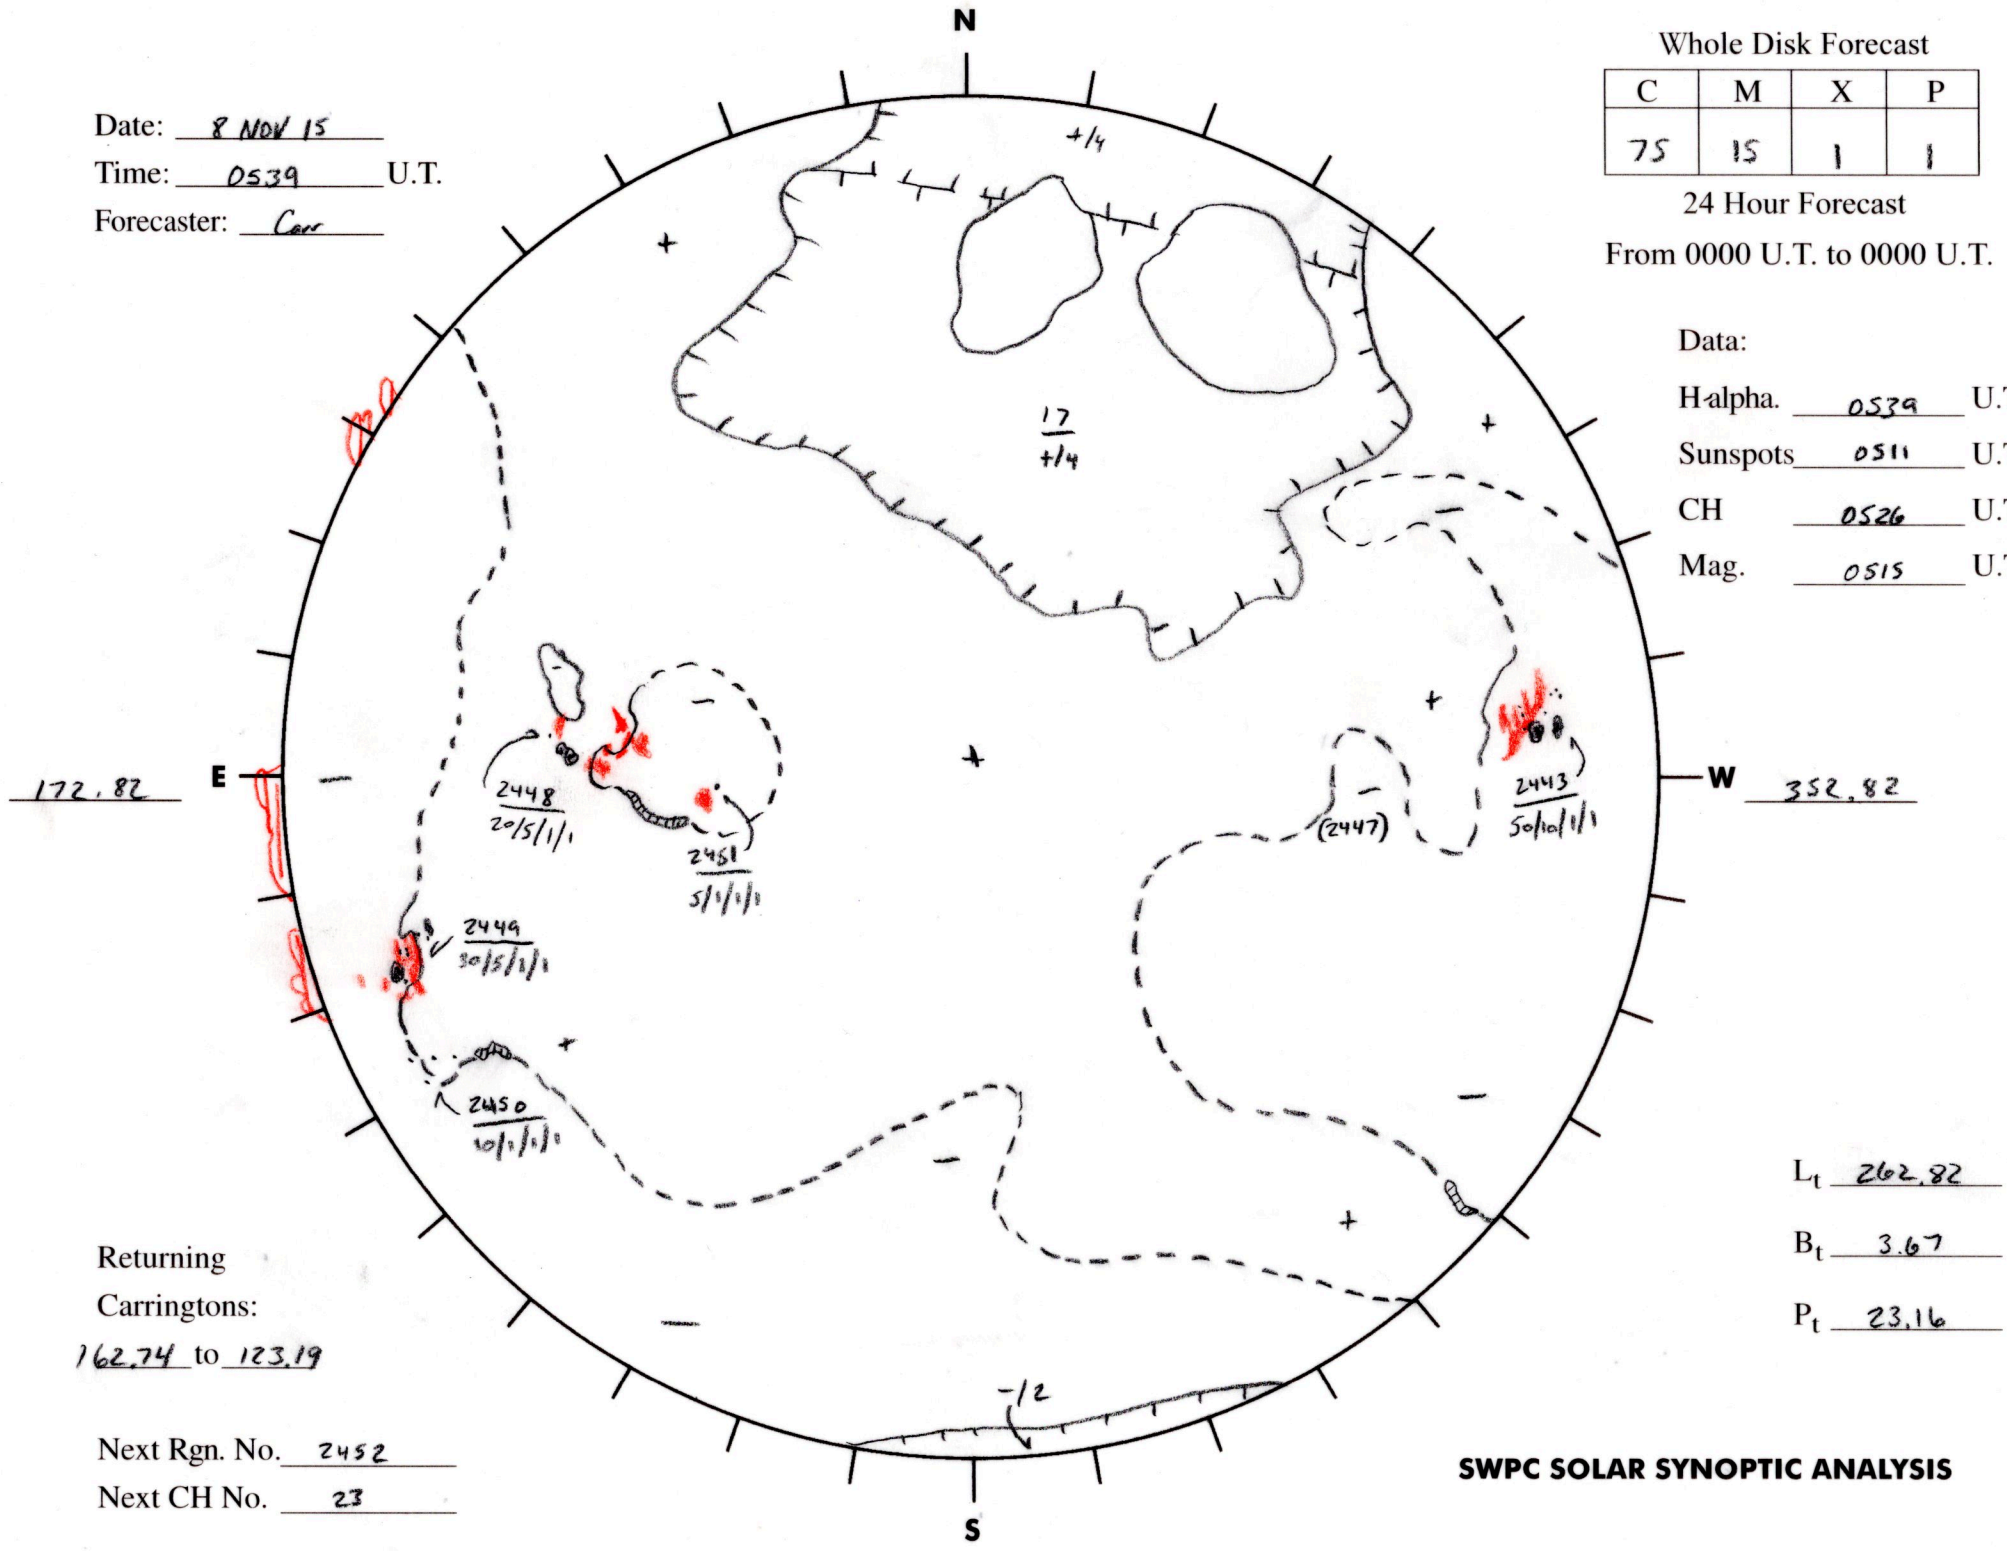 N
Whole Disk Forecast
C M X P
75 15 1 1
24 Hour Forecast
From 0000 U.T. to 0000 U.T.
Date: 8 NOV 15
Time: 0539 U.T.
Forecaster: Carr
+/4
+
Data:
H-alpha. 0539 U.T
Sunspots 0511 U.T
CH 0526 U.T
Mag. 0515 U.T
17
+/4
+
−
−
+
+
172.82 E −
W 352.82
2448
20/5/1/1
−
(2447)
2443
50/10/1/1
2451
5/1/1/1
2449
30/5/1/1
+
2450
10/1/1/1
−
−
+
Lt 262.82
Bt 3.67
Pt 23.16
Returning
Carringtons:
162.74 to 123.19
−
-/2
Next Rgn. No. 2452
Next CH No. 23
S
SWPC SOLAR SYNOPTIC ANALYSIS